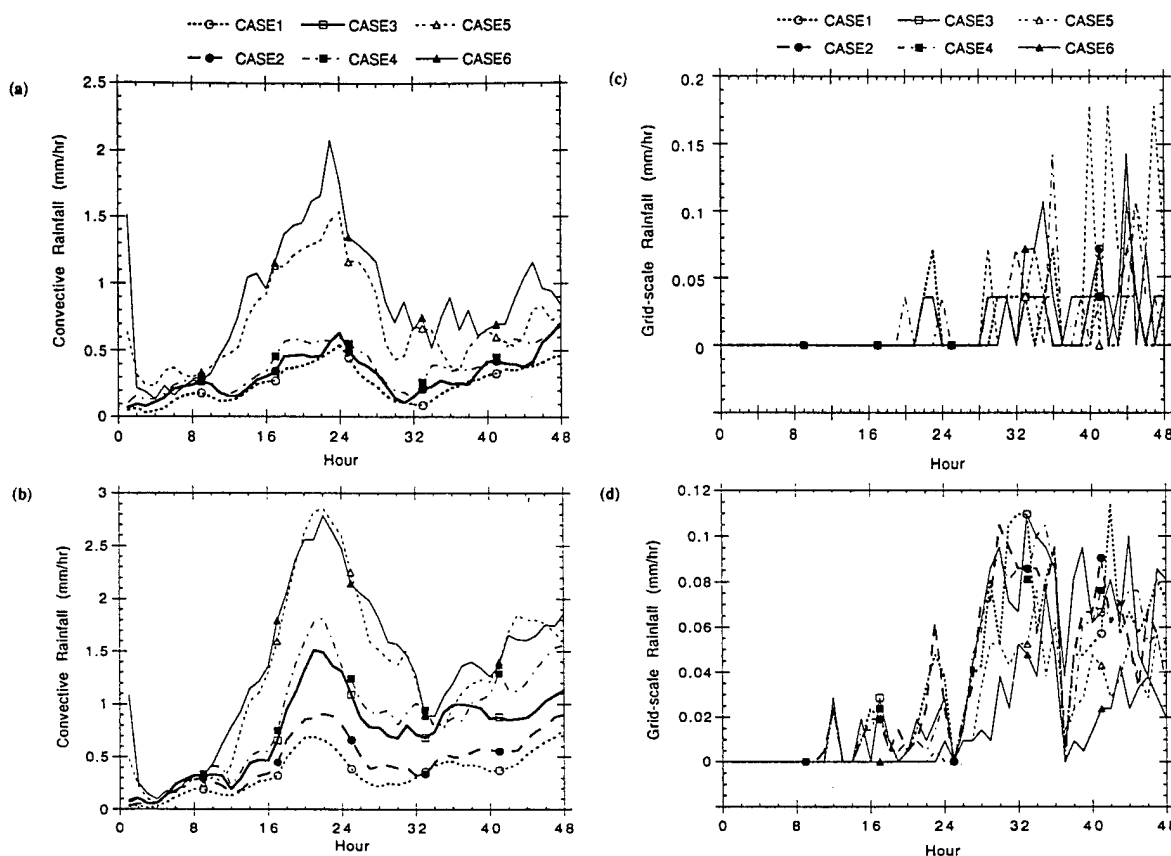 CASE1 CASE3 CASE5
CASE2 CASE4 CASE6
(a)
Convective Rainfall (mm/hr)
2.5
2
1.5
1
0.5
0
0 8 16 24 32 40 48
Hour
(b)
Convective Rainfall (mm/hr)
3
2.5
2
1.5
1
0.5
0
0 8 16 24 32 40 48
Hour
CASE1 CASE3 CASE5
CASE2 CASE4 CASE6
(c)
Grid-scale Rainfall (mm/hr)
0.2
0.15
0.1
0.05
0
0 8 16 24 32 40 48
Hour
(d)
Grid-scale Rainfall (mm/hr)
0.12
0.1
0.08
0.06
0.04
0.02
0
0 8 16 24 32 40 48
Hour